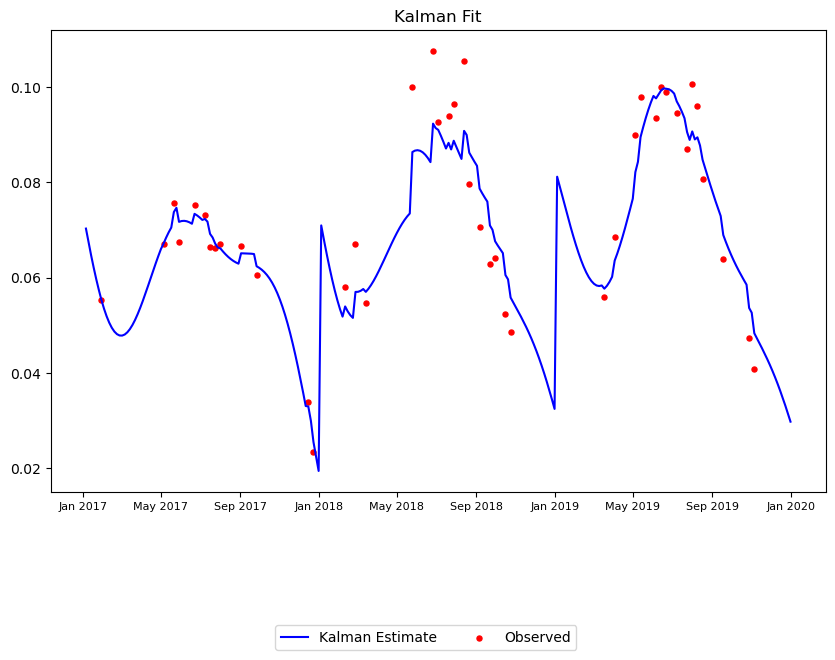 Kalman Fit
0.10
0.08
0.06
0.04
0.02
Jan 2017 May 2017 Sep 2017 Jan 2018 May 2018 Sep 2018 Jan 2019 May 2019 Sep 2019 Jan 2020
Kalman Estimate Observed